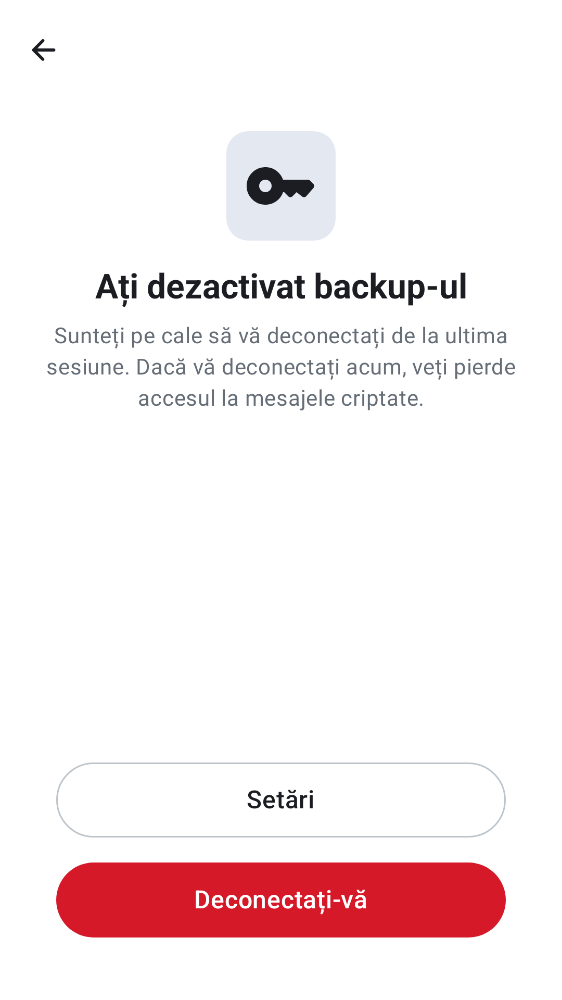 Ați dezactivat backup-ul
Sunteți pe cale să vă deconectați de la ultima
sesiune. Dacă vă deconectați acum, veți pierde
accesul la mesajele criptate.
Setări
Deconectați-vă